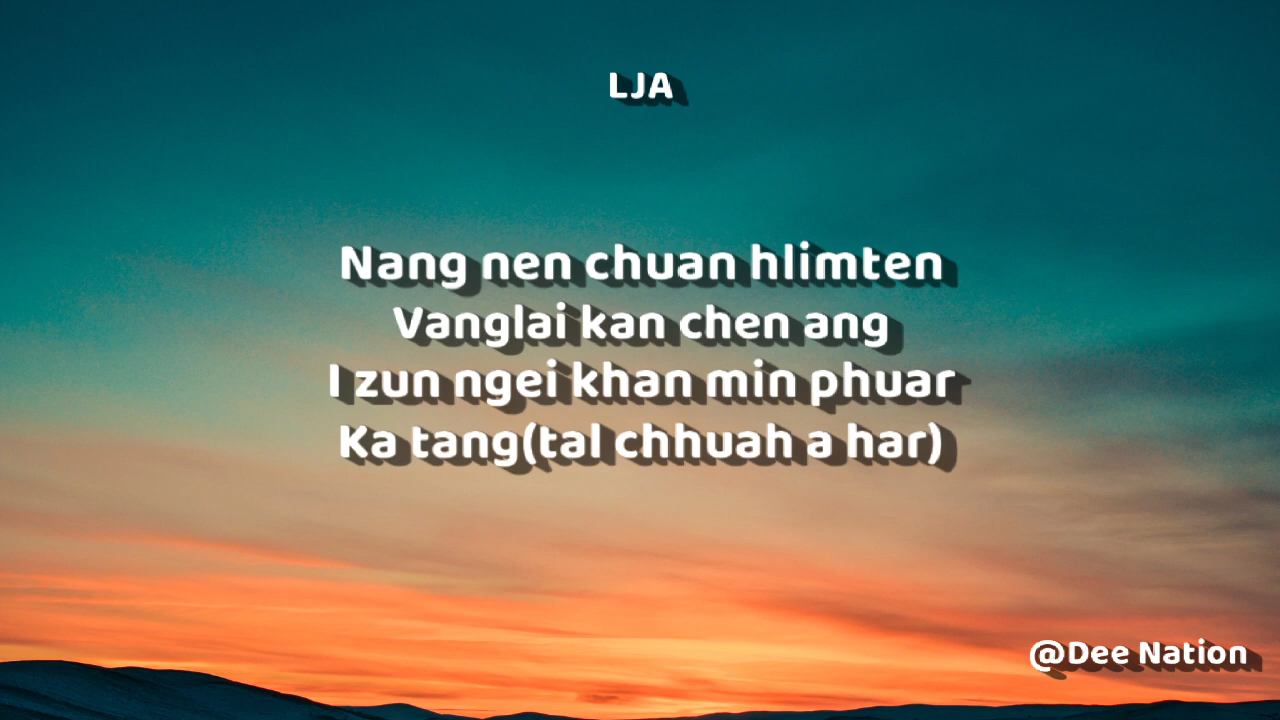 LJA
Nang nen chuan hlimten
Vanglai kan chen ang
I zun ngei khan min phuar
Ka tang(tal chhuah a har)
@Dee Nation